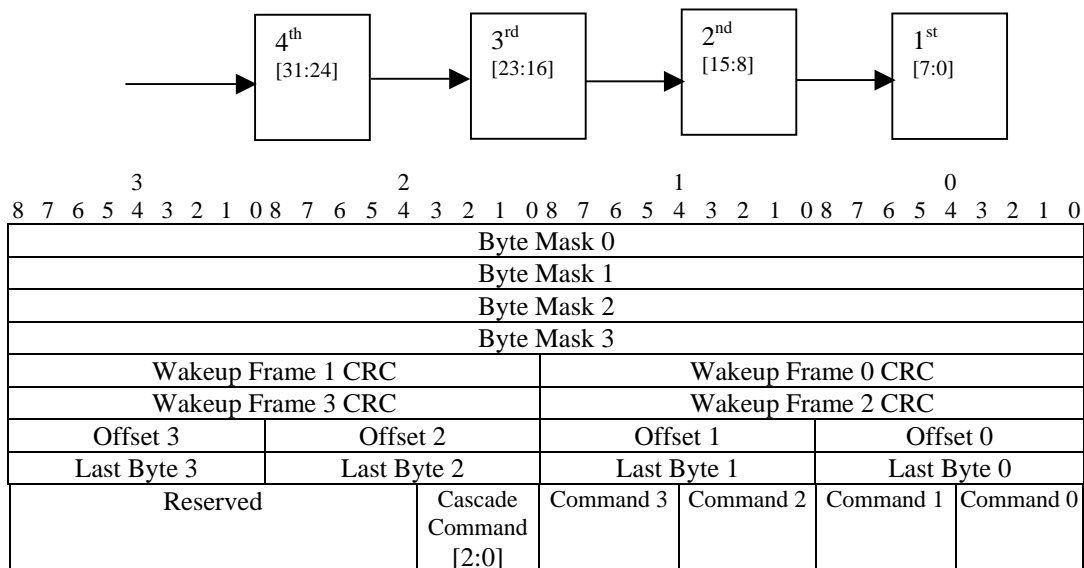 4th 3rd 2nd 1st
[31:24] [23:16] [15:8] [7:0]
3 2 1 0
8 7 6 5 4 3 2 1 0 8 7 6 5 4 3 2 1 0 8 7 6 5 4 3 2 1 0 8 7 6 5 4 3 2 1 0
Byte Mask 0
Byte Mask 1
Byte Mask 2
Byte Mask 3
Wakeup Frame 1 CRC Wakeup Frame 0 CRC
Wakeup Frame 3 CRC Wakeup Frame 2 CRC
Offset 3 Offset 2 Offset 1 Offset 0
Last Byte 3 Last Byte 2 Last Byte 1 Last Byte 0
Reserved Cascade Command 3 Command 2 Command 1 Command 0
Command
[2:0]